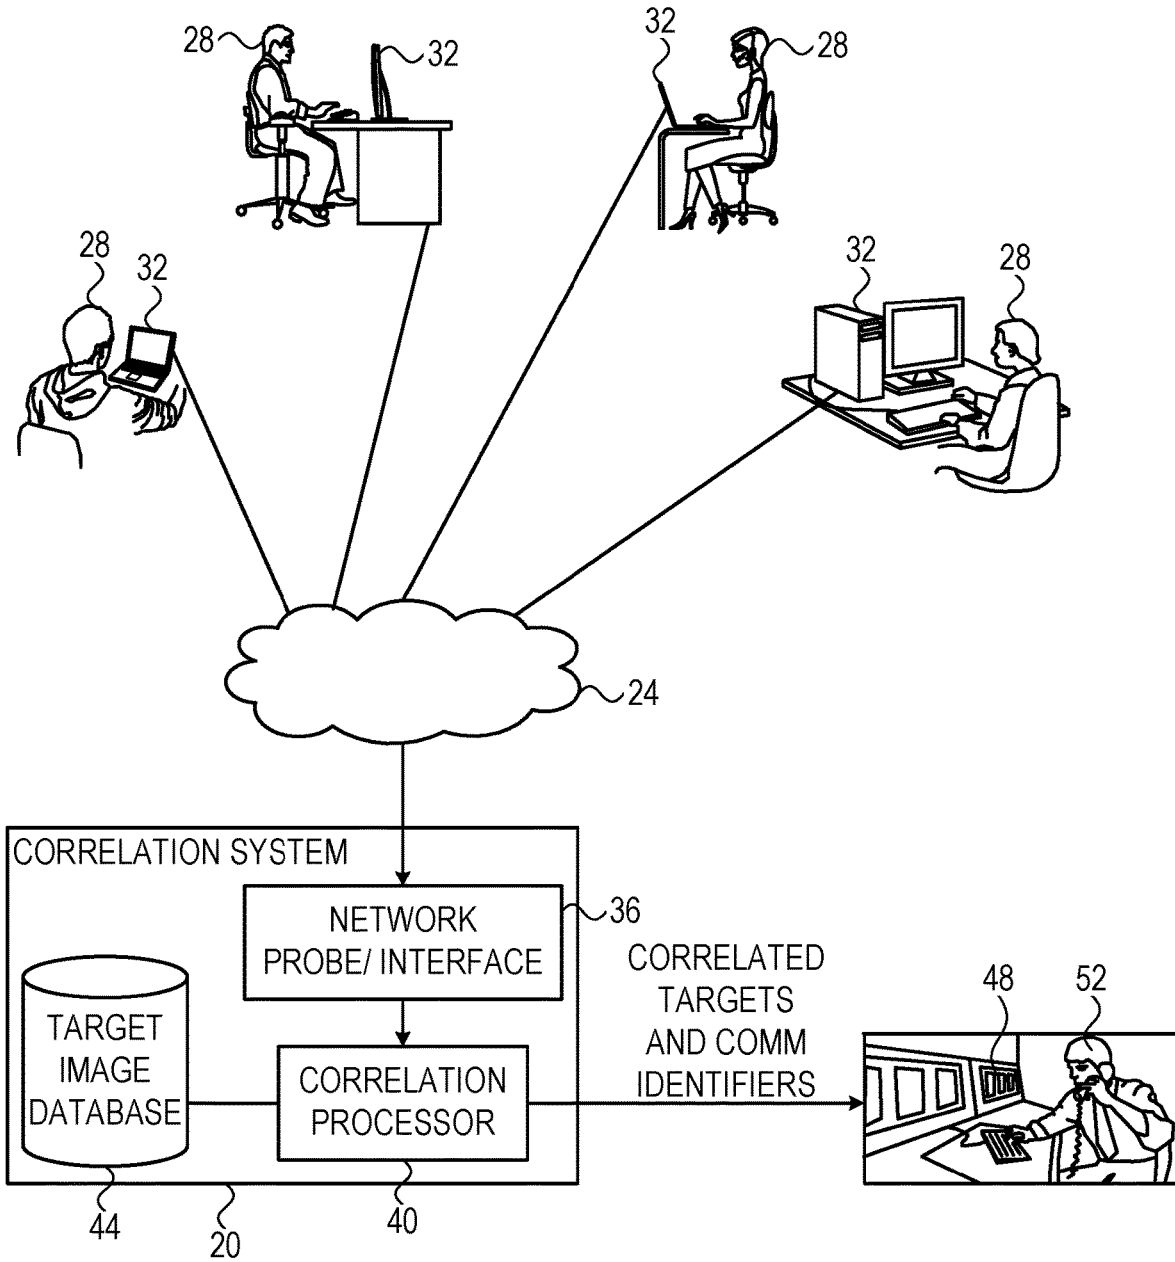 28
32
32
28
28
32
32
28
24
CORRELATION SYSTEM
NETWORK
PROBE/ INTERFACE
36
TARGET
IMAGE
DATABASE
CORRELATION
PROCESSOR
CORRELATED
TARGETS
AND COMM
IDENTIFIERS
48
52
44
20
40